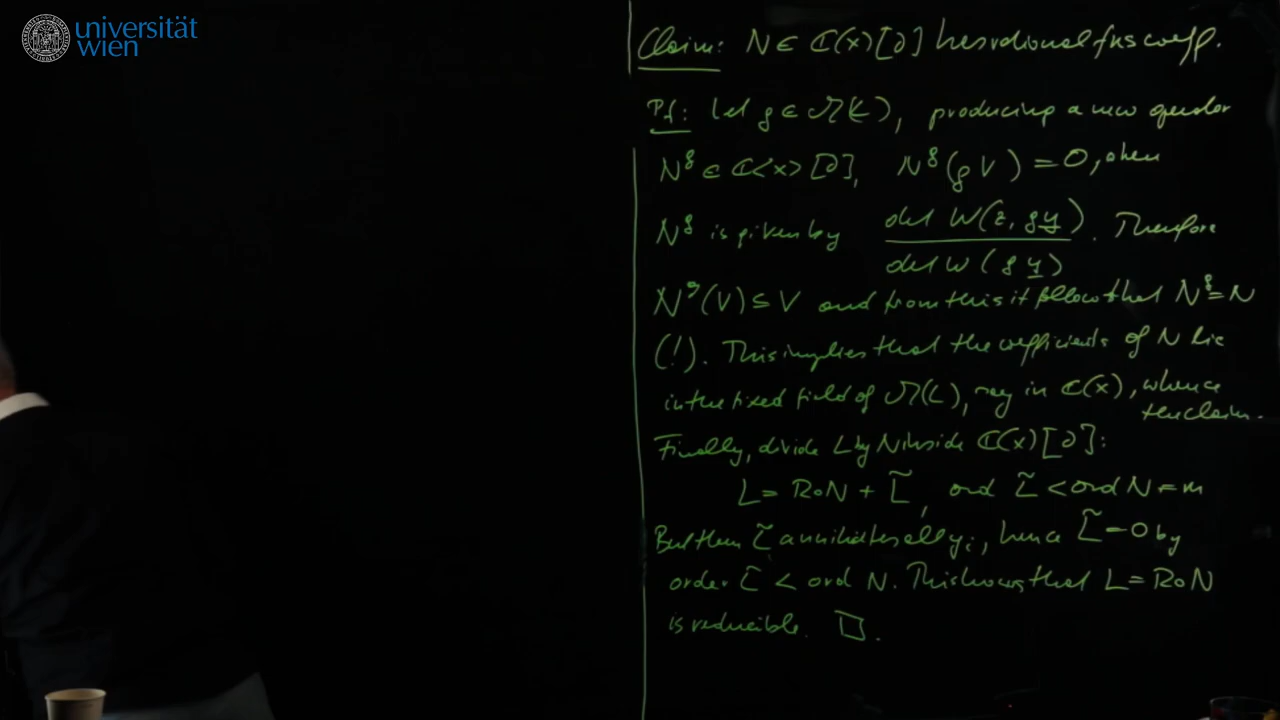 universität
wien
Claim: N ∈ ℂ(x)[∂] has rational fns coeff.
Pf: Let g ∈ M(L), producing a new operator
N^g ∈ ℂ<x>[∂], N^g(gV) = 0, when
N^g is given by det W(z, gy) / det W(gy). Therefore
N^g(V) ⊆ V and from this it follows that N^g = N
(!). This implies that the coefficients of N lie
in the fixed field of M(L), say in ℂ(x), whence
the claim.
Finally, divide L by N inside ℂ(x)[∂]:
L = R∘N + L̃, ord L̃ < ord N = m
But then L̃ annihilates all yᵢ, hence L̃ = 0 by
order L̃ < ord N. This shows that L = R∘N
is reducible. □.